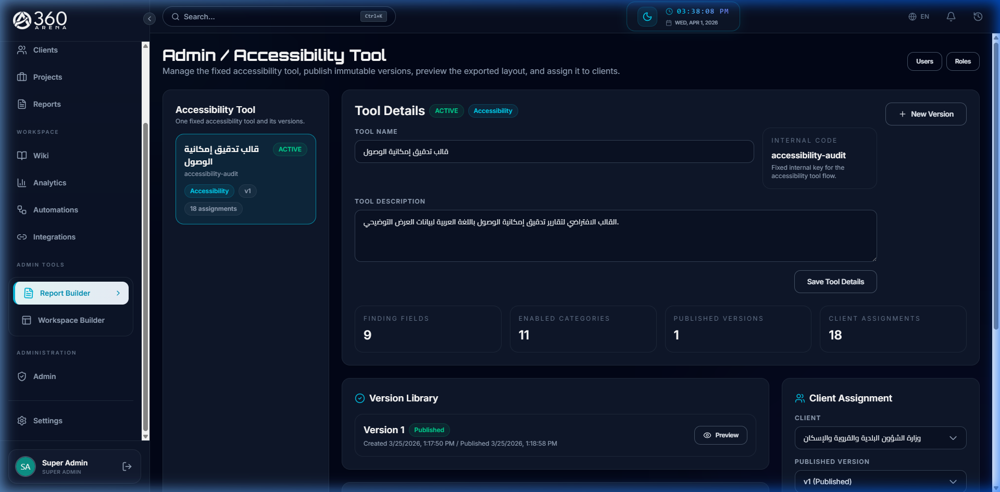 360
ARENA
Search...
Ctrl+K
03:38:08 PM
WED, APR 1, 2026
EN
Clients
Projects
Reports
WORKSPACE
Wiki
Analytics
Automations
Integrations
ADMIN TOOLS
Report Builder
Workspace Builder
ADMINISTRATION
Admin
Settings
SA
Super Admin
SUPER ADMIN
Admin / Accessibility Tool
Manage the fixed accessibility tool, publish immutable versions, preview the exported layout, and assign it to clients.
Users
Roles
Accessibility Tool
One fixed accessibility tool and its versions.
قالب تدقيق إمكانية
الوصول
ACTIVE
accessibility-audit
Accessibility
v1
18 assignments
Tool Details
ACTIVE
Accessibility
New Version
TOOL NAME
قالب تدقيق إمكانية الوصول
INTERNAL CODE
accessibility-audit
Fixed internal key for the
accessibility tool flow.
TOOL DESCRIPTION
القالب الافتراضي لتقارير تدقيق إمكانية الوصول باللغة العربية لبيانات العرض التوضيحي.
Save Tool Details
FINDING FIELDS
9
ENABLED CATEGORIES
11
PUBLISHED VERSIONS
1
CLIENT ASSIGNMENTS
18
Version Library
Version 1
Published
Created 3/25/2026, 1:17:50 PM / Published 3/25/2026, 1:18:58 PM
Preview
Client Assignment
CLIENT
وزارة الشؤون البلدية والقروية والإسكان
PUBLISHED VERSION
v1 (Published)